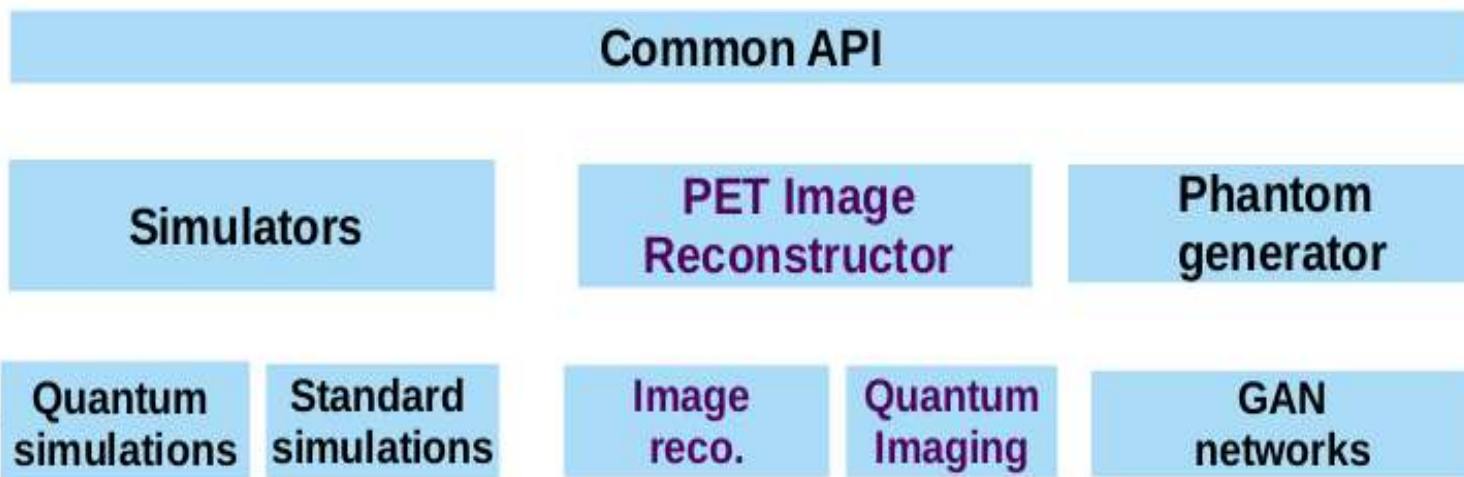 Common API
Simulators
PET Image
Reconstructor
Phantom
generator
Quantum
simulations
Standard
simulations
Image
reco.
Quantum
Imaging
GAN
networks